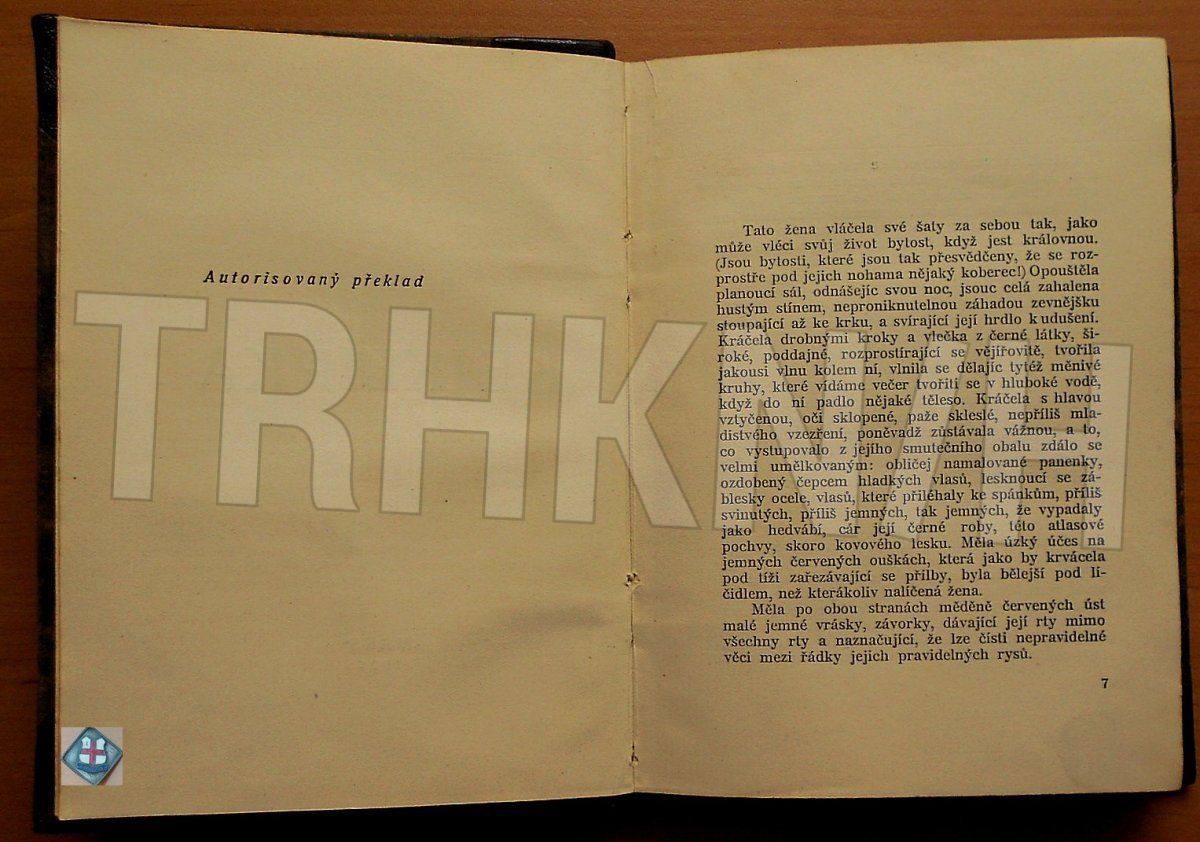 Autorisovaný překlad
Tato žena vláčela své šaty za sebou tak, jako
může vléci svůj život bytost, když jest královnou.
(Jsou bytosti, které jsou tak přesvědčeny, že se roz-
prostře pod jejich nohama nějaký koberec!) Opouštěla
planoucí sál, odnášejíc svou noc, jsouc celá zahalena
hustým stínem, neproniknutelnou záhadou zevnějšku
stoupající až ke krku, a svírající její hrdlo k udušení.
Kráčela drobnými kroky a vlečka z černé látky, ši-
roké, poddajné, rozprostírající se vějířovitě, tvořila
jakousi vlnu kolem ní, vlnila se dělajíc tytéž měnivé
kruhy, které vídáme večer tvořiti se v hluboké vodě,
když do ní padlo nějaké těleso. Kráčela s hlavou
vztyčenou, oči sklopené, paže skleslé, nepříliš mla-
distvého vzezření, poněvadž zůstávala vážnou, a to,
co vystupovalo z jejího smutečního obalu zdálo se
velmi umělkovaným: obličej namalované panenky,
ozdobený čepcem hladkých vlasů, lesknoucí se zá-
blesky ocele, vlasů, které přiléhaly ke spánkům, příliš
svinutých, příliš jemných, tak jemných, že vypadaly
jako hedvábí, cár její černé roby, této atlasové
pochvy, skoro kovového lesku. Měla úzký účes na
jemných červených ouškách, která jako by krvácela
pod tíží zařezávající se přilby, byla bělejší pod lí-
čidlem, než kterákoliv nalíčená žena.
Měla po obou stranách měděně červených úst
malé jemné vrásky, závorky, dávající její rty mimo
všechny rty a naznačující, že lze čísti nepravidelné
věci mezi řádky jejich pravidelných rysů.
7
TRHKNIH